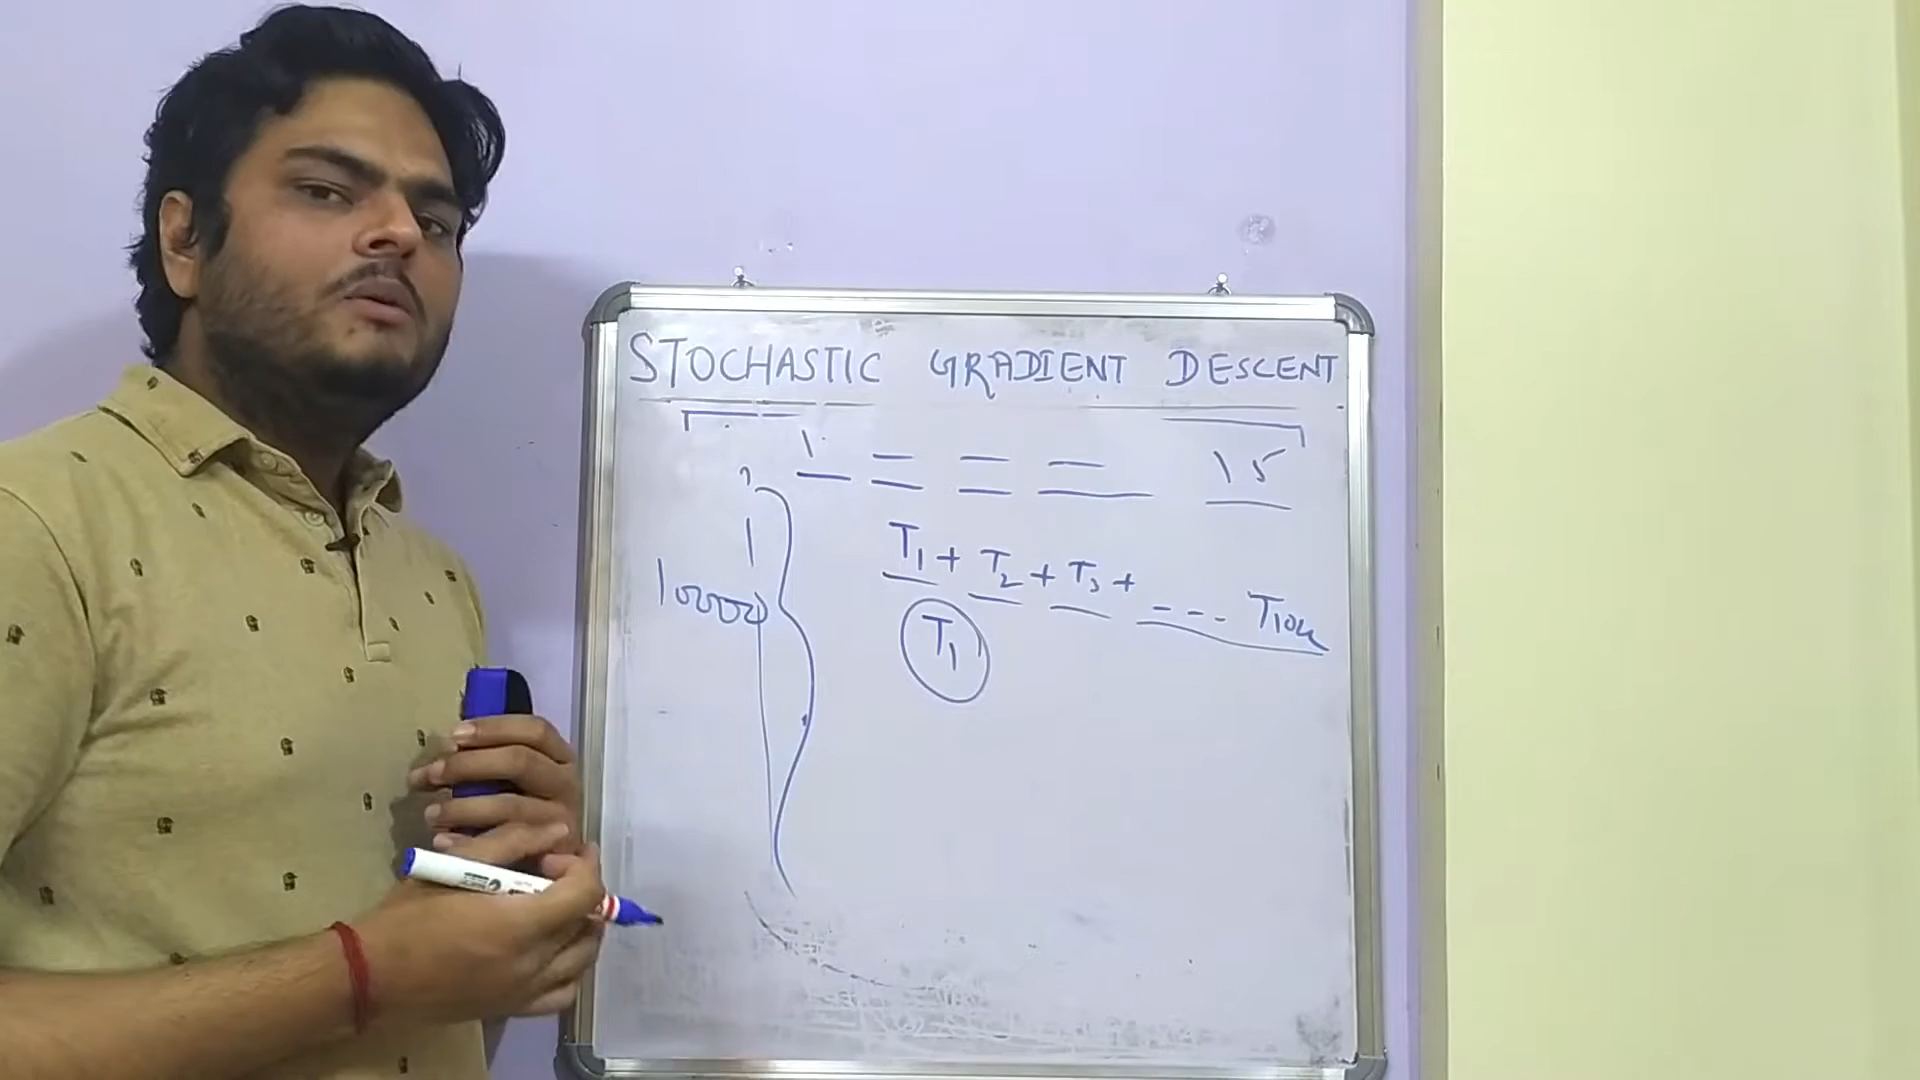 STOCHASTIC GRADIENT DESCENT
1 = = = 15
T1 + T2 + T3 + --- T10k
10000
T1